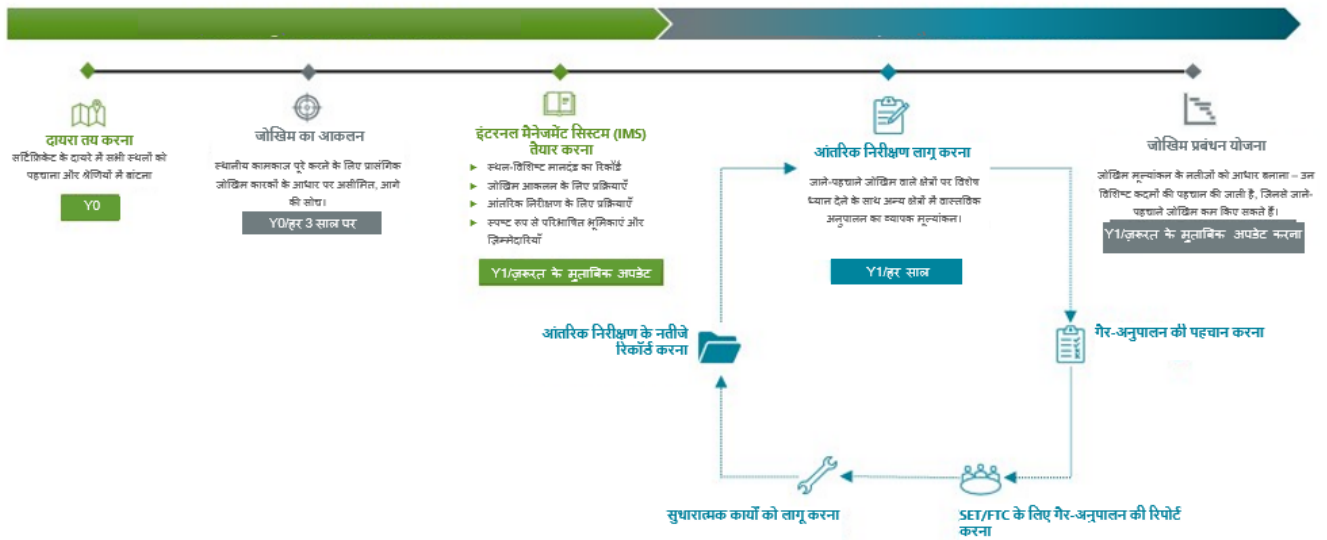 दायरा तय करना
सर्टिफ़िकेट के दायरे में सभी स्थलों को
पहचाना और श्रेणियों में बांटना
Y0
जोखिम का आकलन
स्थानीय कामकाज पूरे करने के लिए प्रासंगिक
जोखिम कारकों के आधार पर असीमित, आगे
की सोच।
Y0/हर 3 साल पर
इंटरनल मैनेजमेंट सिस्टम (IMS)
तैयार करना
► स्थल-विशिष्ट मानदंड का रिकॉर्ड
► जोखिम आकलन के लिए प्रक्रियाएँ
► आंतरिक निरीक्षण के लिए प्रक्रियाएँ
► स्पष्ट रूप से परिभाषित भूमिकाएं और
ज़िम्मेदारियाँ
Y1/ज़रूरत के मुताबिक अपडेट
आंतरिक निरीक्षण लागू करना
जाने-पहचाने जोखिम वाले क्षेत्रों पर विशेष
ध्यान देने के साथ अन्य क्षेत्रों में वास्तविक
अनुपालन का व्यापक मूल्यांकन।
Y1/हर साल
जोखिम प्रबंधन योजना
जोखिम मूल्यांकन के नतीजों को आधार बनाना – उन
विशिष्ट कदमों की पहचान की जाती है, जिनसे जाने-
पहचाने जोखिम कम किए सकते हैं।
Y1/ज़रूरत के मुताबिक अपडेट करना
आंतरिक निरीक्षण के नतीजे
रिकॉर्ड करना
गैर-अनुपालन की पहचान करना
सुधारात्मक कार्यों को लागू करना
SET/FTC के लिए गैर-अनुपालन की रिपोर्ट
करना